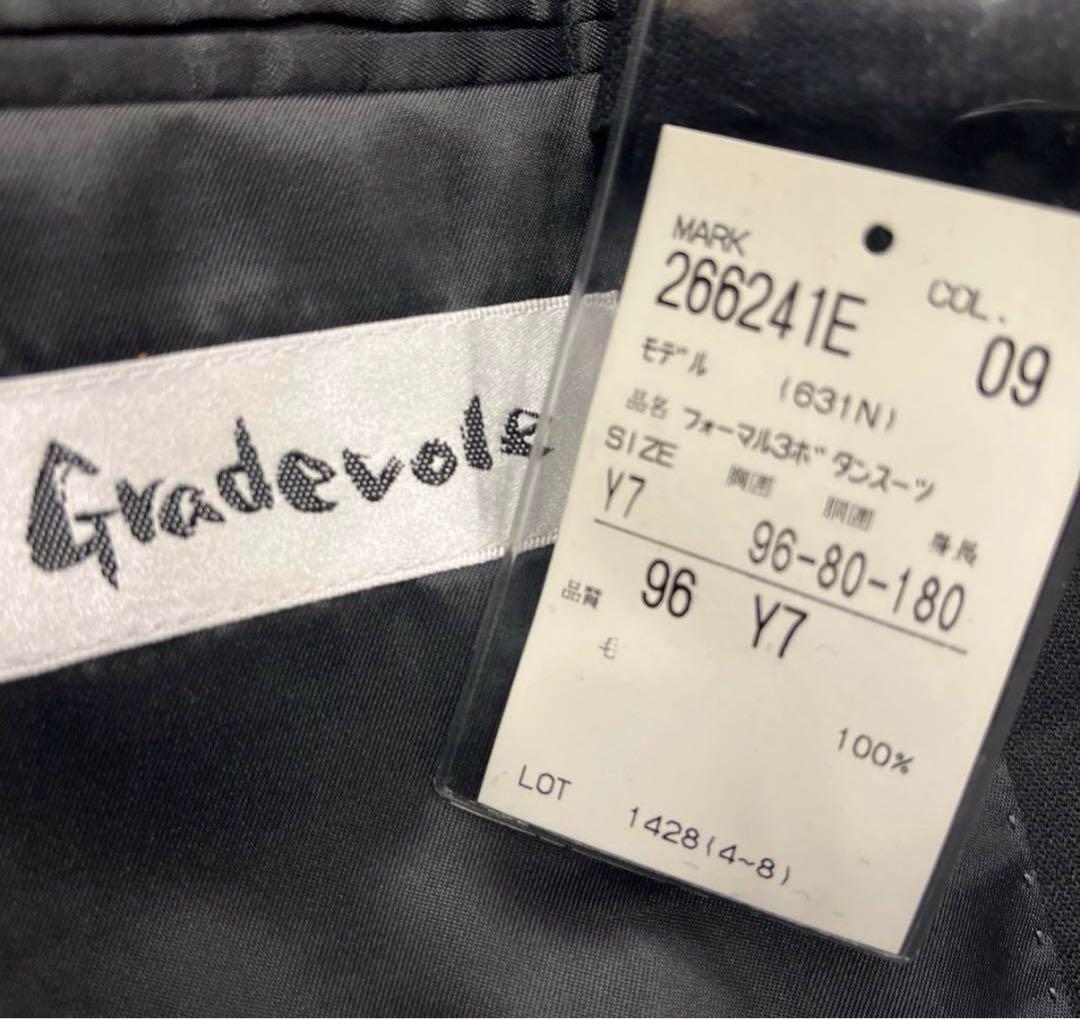 Gradevole
MARK
COL.
266241E
09
モデル (631N)
品名 フォーマル3ボタンスーツ
SIZE 胸囲 胴囲 身長
Y7 96-80-180
品質 96 Y7
毛
100%
LOT 1428(4~8)